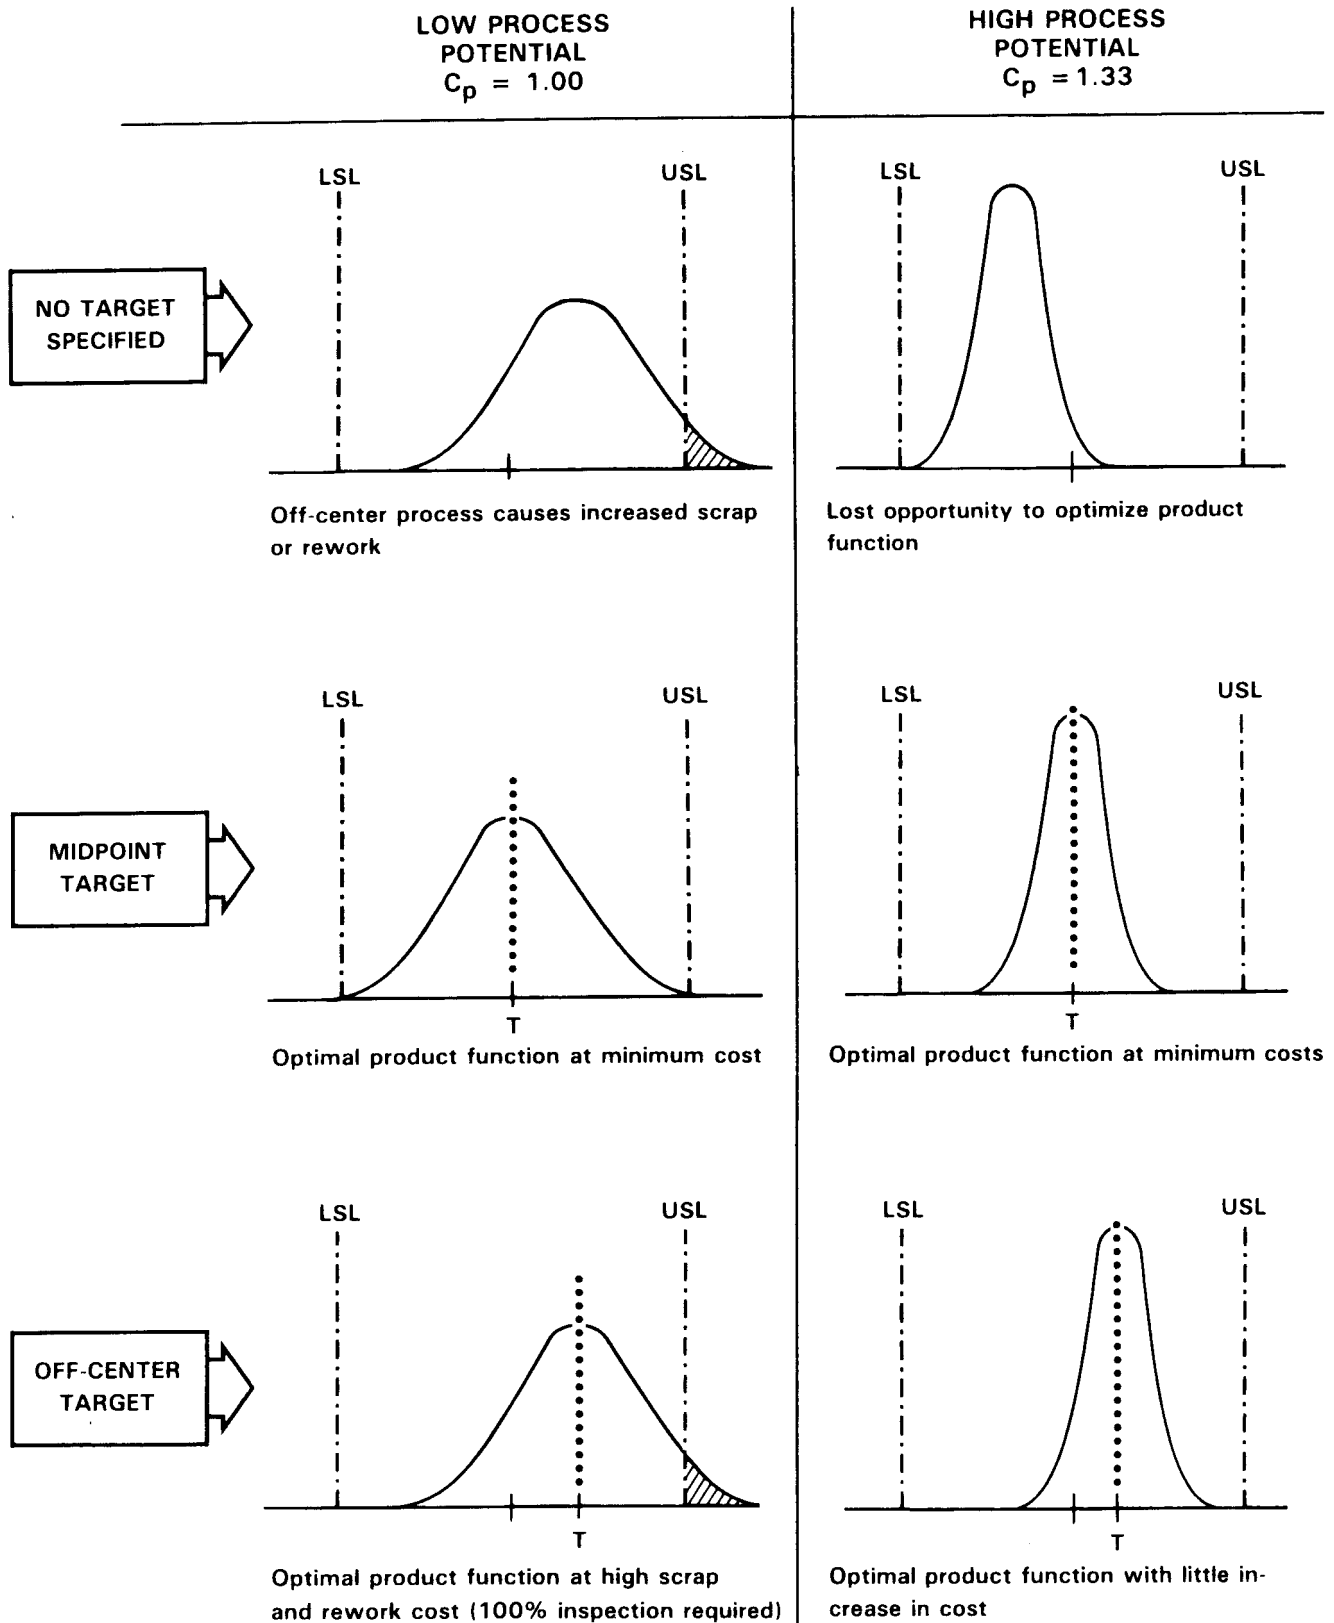 LOW PROCESS
POTENTIAL
Cp = 1.00
HIGH PROCESS
POTENTIAL
Cp = 1.33
NO TARGET
SPECIFIED
LSL
USL
Off-center process causes increased scrap
or rework
LSL
USL
Lost opportunity to optimize product
function
MIDPOINT
TARGET
LSL
USL
T
Optimal product function at minimum cost
LSL
USL
T
Optimal product function at minimum costs
OFF-CENTER
TARGET
LSL
USL
T
Optimal product function at high scrap
and rework cost (100% inspection required)
LSL
USL
T
Optimal product function with little in-
crease in cost